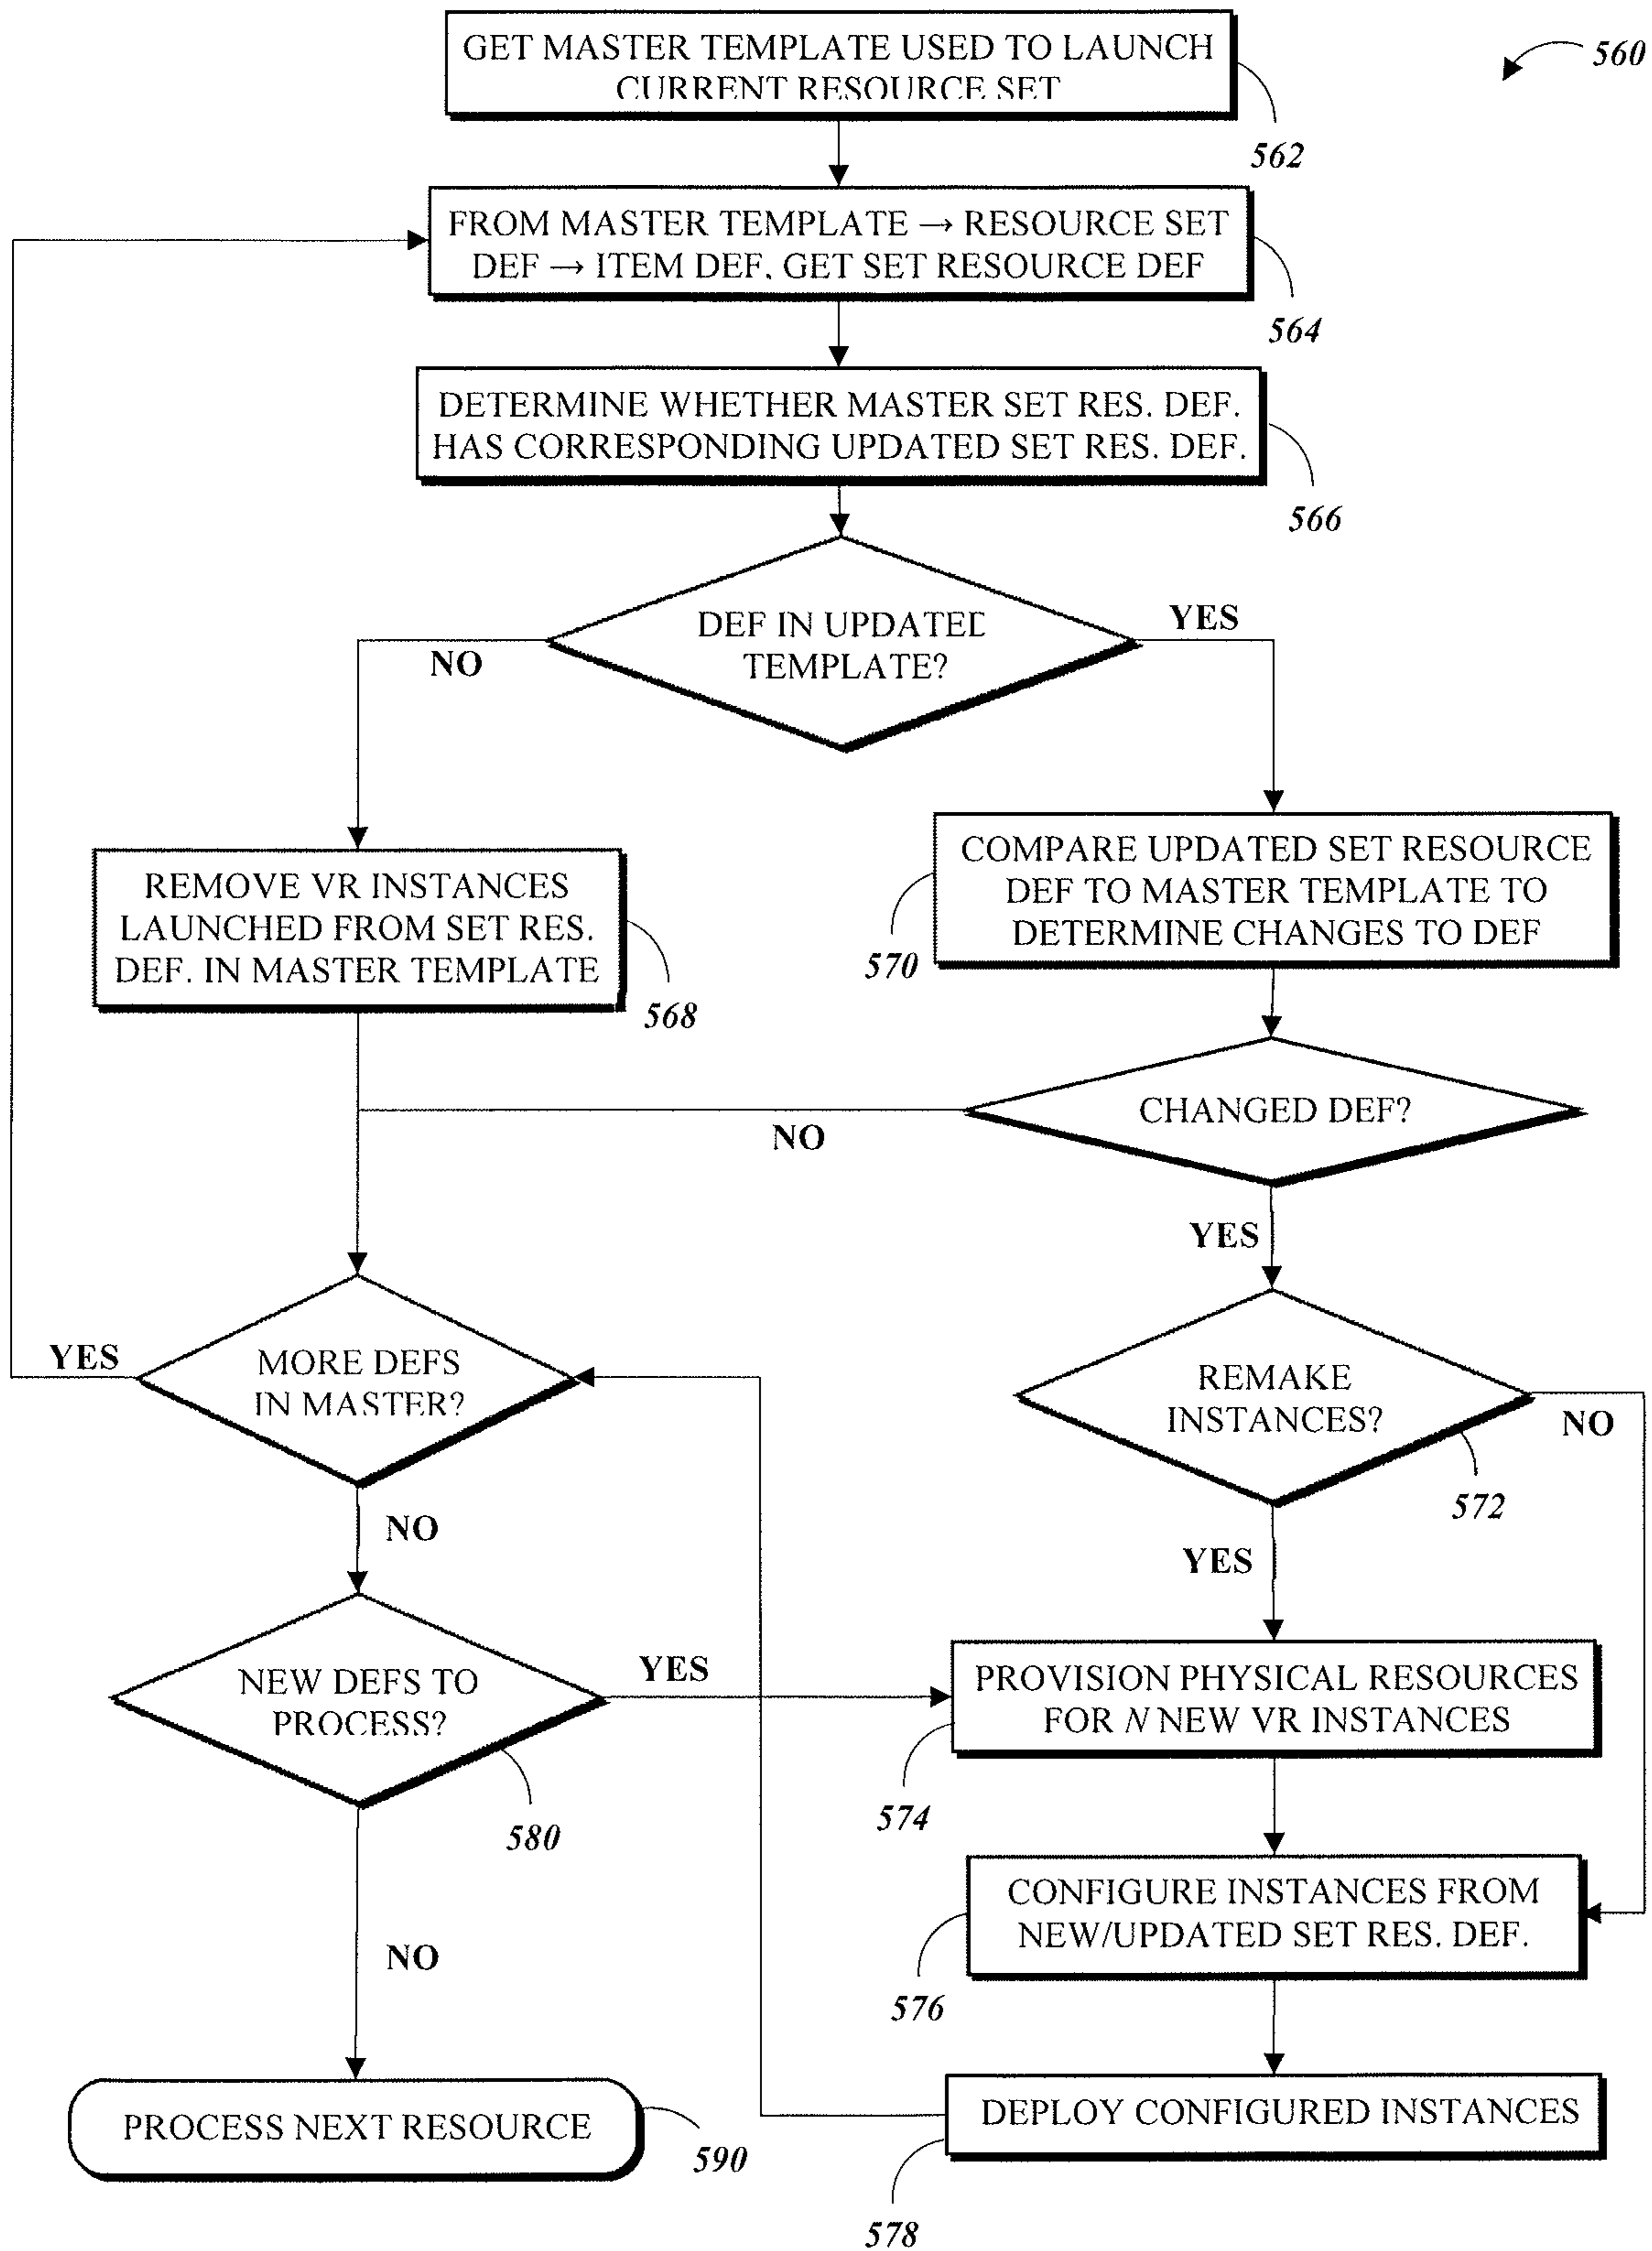 GET MASTER TEMPLATE USED TO LAUNCH
CURRENT RESOURCE SET
560
562
FROM MASTER TEMPLATE → RESOURCE SET
DEF → ITEM DEF, GET SET RESOURCE DEF
564
DETERMINE WHETHER MASTER SET RES. DEF.
HAS CORRESPONDING UPDATED SET RES. DEF.
566
DEF IN UPDATED
TEMPLATE?
YES
NO
REMOVE VR INSTANCES
LAUNCHED FROM SET RES.
DEF. IN MASTER TEMPLATE
568
COMPARE UPDATED SET RESOURCE
DEF TO MASTER TEMPLATE TO
DETERMINE CHANGES TO DEF
570
CHANGED DEF?
NO
YES
MORE DEFS
IN MASTER?
YES
NO
REMAKE
INSTANCES?
NO
572
YES
NEW DEFS TO
PROCESS?
YES
580
NO
PROVISION PHYSICAL RESOURCES
FOR N NEW VR INSTANCES
574
CONFIGURE INSTANCES FROM
NEW/UPDATED SET RES. DEF.
576
PROCESS NEXT RESOURCE
590
DEPLOY CONFIGURED INSTANCES
578